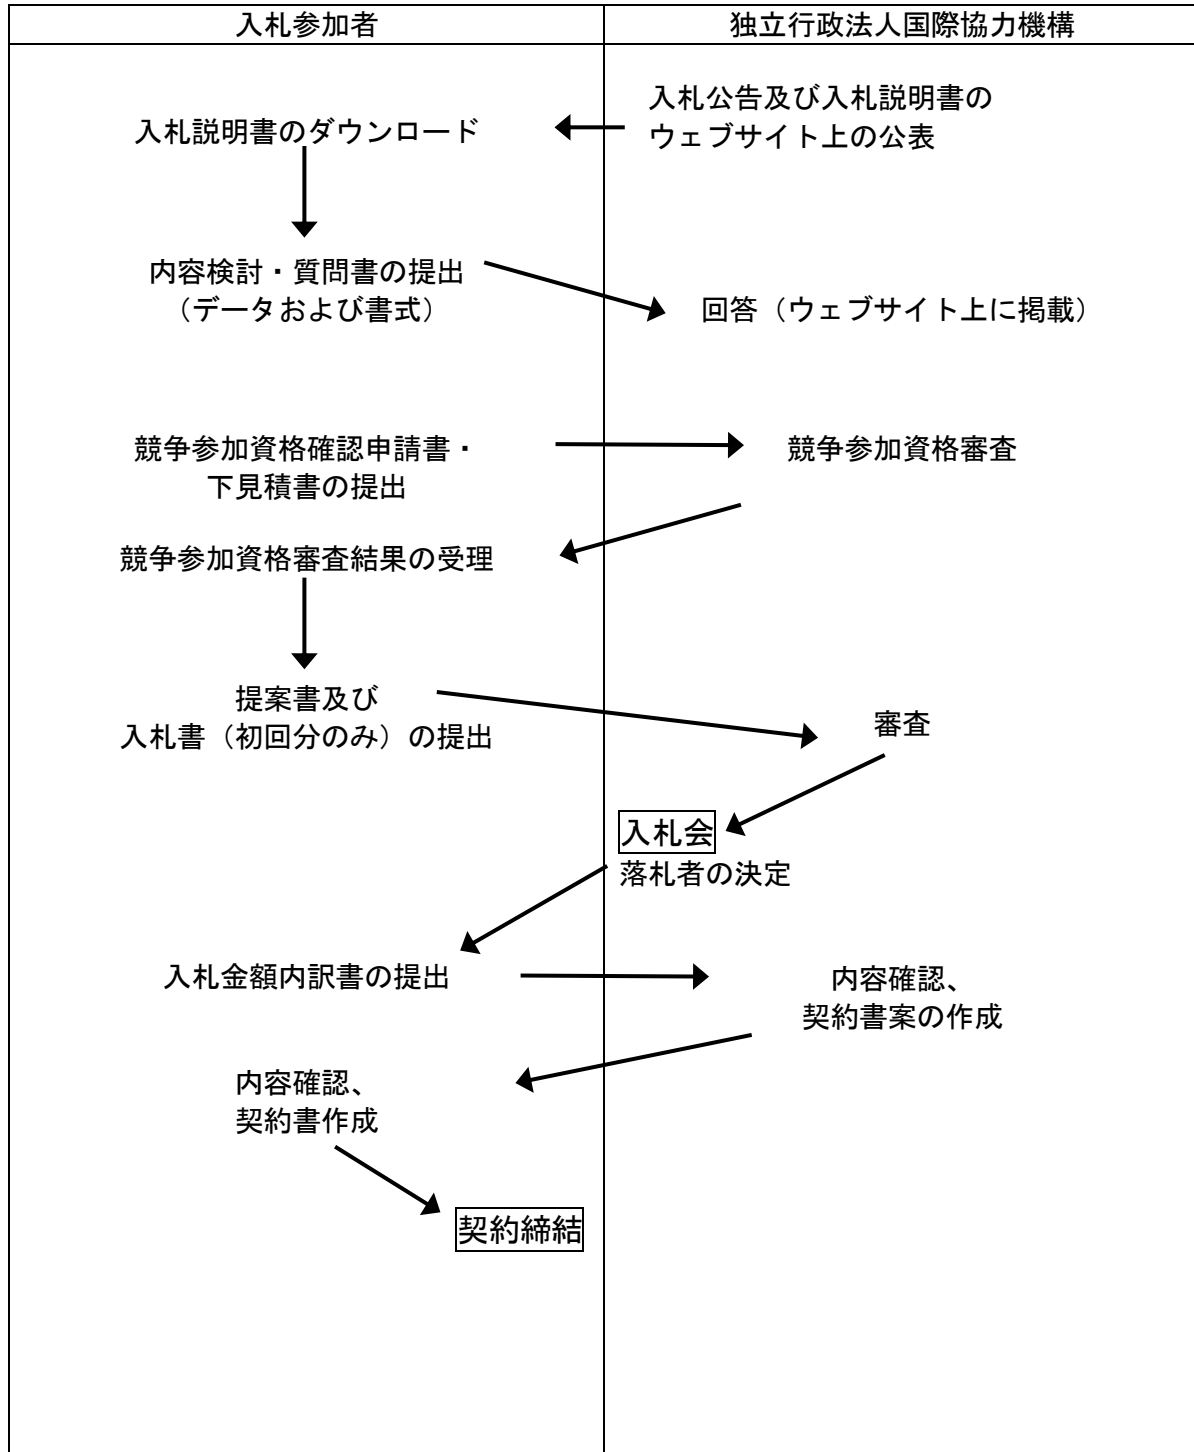 入札参加者
独立行政法人国際協力機構
入札公告及び入札説明書の
ウェブサイト上の公表
入札説明書のダウンロード
内容検討・質問書の提出
（データおよび書式）
回答（ウェブサイト上に掲載）
競争参加資格確認申請書・
下見積書の提出
競争参加資格審査
競争参加資格審査結果の受理
提案書及び
入札書（初回分のみ）の提出
審査
入札会
落札者の決定
入札金額内訳書の提出
内容確認、
契約書案の作成
内容確認、
契約書作成
契約締結